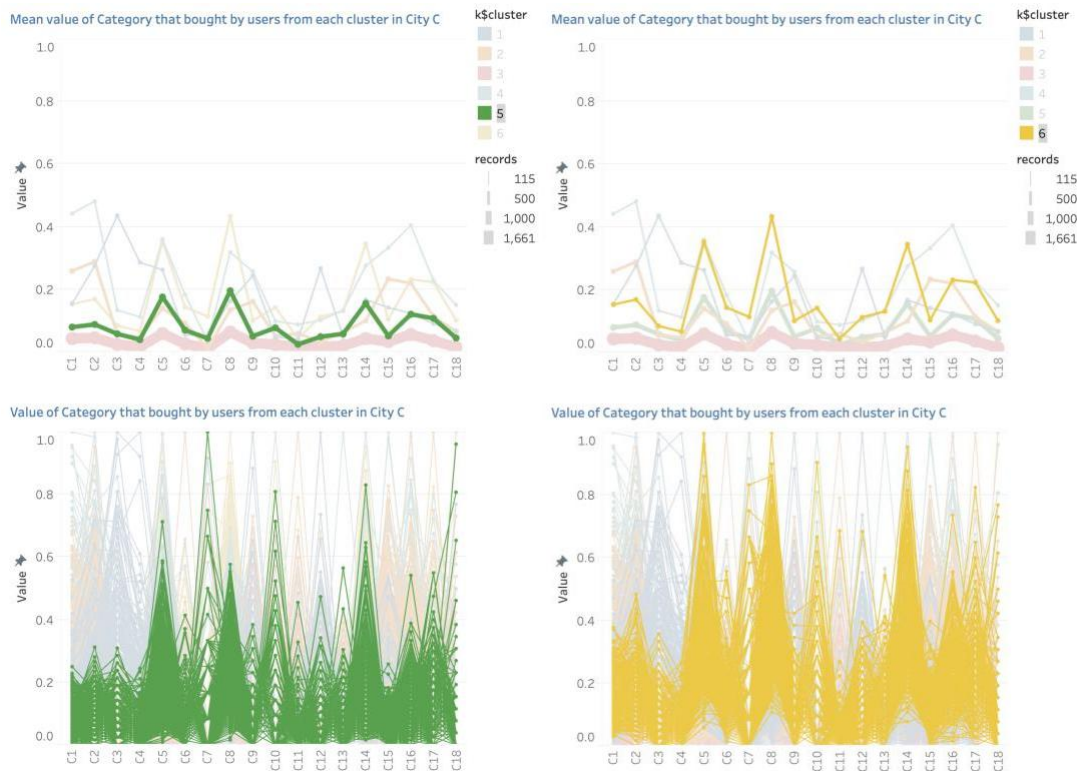 Mean value of Category that bought by users from each cluster in City C
1.0
0.8
0.6
0.4
0.2
0.0
Value
C1 C2 C3 C4 C5 C6 C7 C8 C9 C10 C11 C12 C13 C14 C15 C16 C17 C18
k$cluster
1
2
3
4
5
6
records
115
500
1,000
1,661
Mean value of Category that bought by users from each cluster in City C
1.0
0.8
0.6
0.4
0.2
0.0
Value
C1 C2 C3 C4 C5 C6 C7 C8 C9 C10 C11 C12 C13 C14 C15 C16 C17 C18
k$cluster
1
2
3
4
5
6
records
115
500
1,000
1,661
Value of Category that bought by users from each cluster in City C
1.0
0.8
0.6
0.4
0.2
0.0
Value
C1 C2 C3 C4 C5 C6 C7 C8 C9 C10 C11 C12 C13 C14 C15 C16 C17 C18
Value of Category that bought by users from each cluster in City C
1.0
0.8
0.6
0.4
0.2
0.0
Value
C1 C2 C3 C4 C5 C6 C7 C8 C9 C10 C11 C12 C13 C14 C15 C16 C17 C18